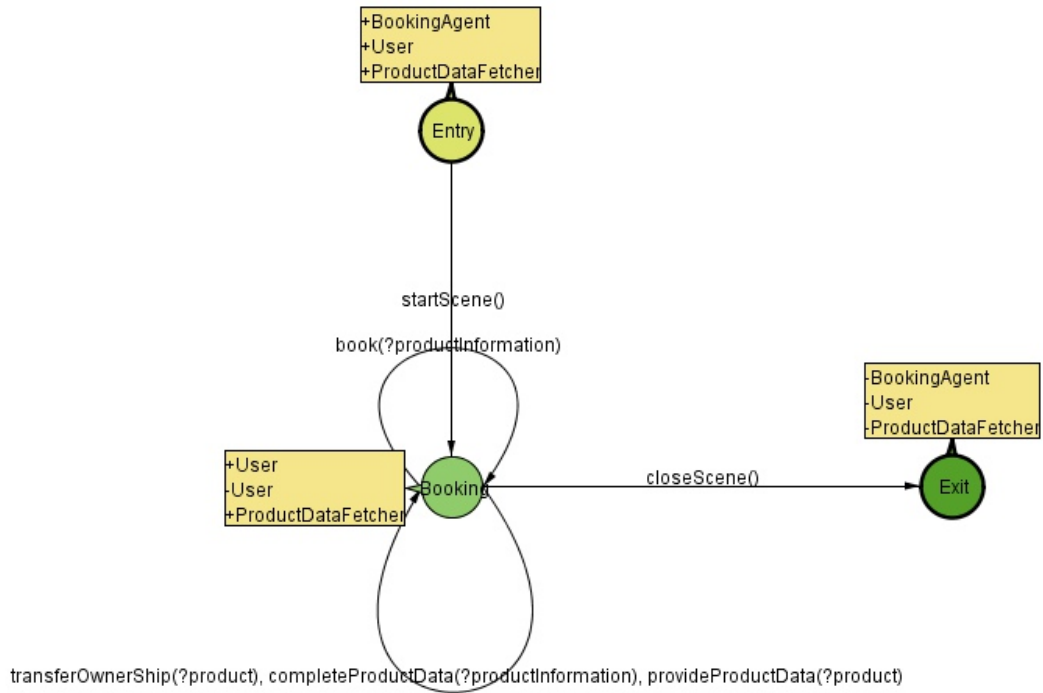 +BookingAgent
+User
+ProductDataFetcher
Entry
startScene()
book(?productInformation)
-BookingAgent
-User
-ProductDataFetcher
+User
-User
+ProductDataFetcher
Booking
closeScene()
Exit
transferOwnerShip(?product), completeProductData(?productInformation), provideProductData(?product)